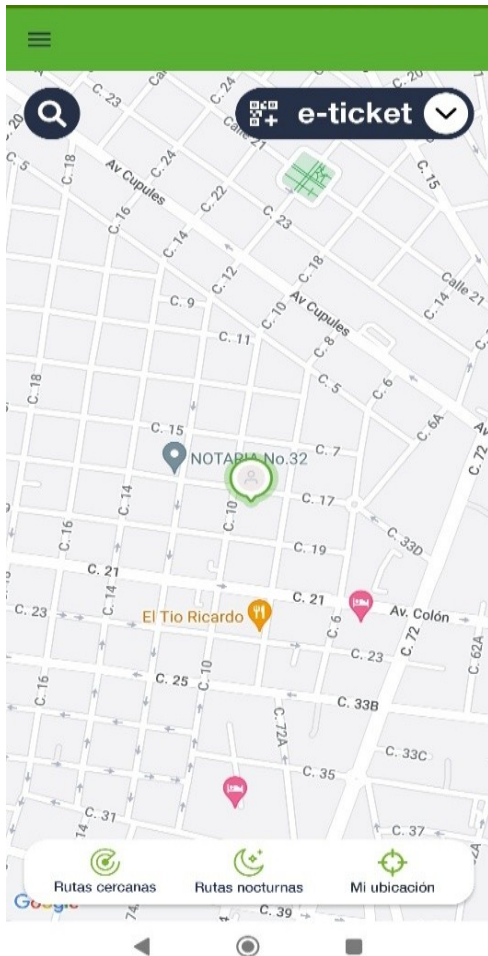 C. 20
C. 24
C. 23
Calle 21
e-ticket
C. 20
C. 5
C. 18
Av Cupules
C. 24
C. 22
C. 16
C. 14
C. 12
C. 23
C. 18
C. 15
Calle 21
C. 14
C. 9
C. 10
Av Cupules
C. 11
C. 8
C. 5
C. 6
C. 18
C. 6A
Av
C. 72
C. 15
C. 7
NOTARIA No.32
C. 14
C. 10
C. 17
C. 16
C. 19
C. 33D
C. 21
C. 21
Av. Colón
C. 14
C. 23
El Tio Ricardo
C. 6
C. 23
C. 72
C. 62A
C. 16
C. 25
C. 10
C. 33B
C. 72A
C. 33C
C. 35
C. 31
C. 37
Rutas cercanas
Rutas nocturnas
Mi ubicación
Google
C. 39